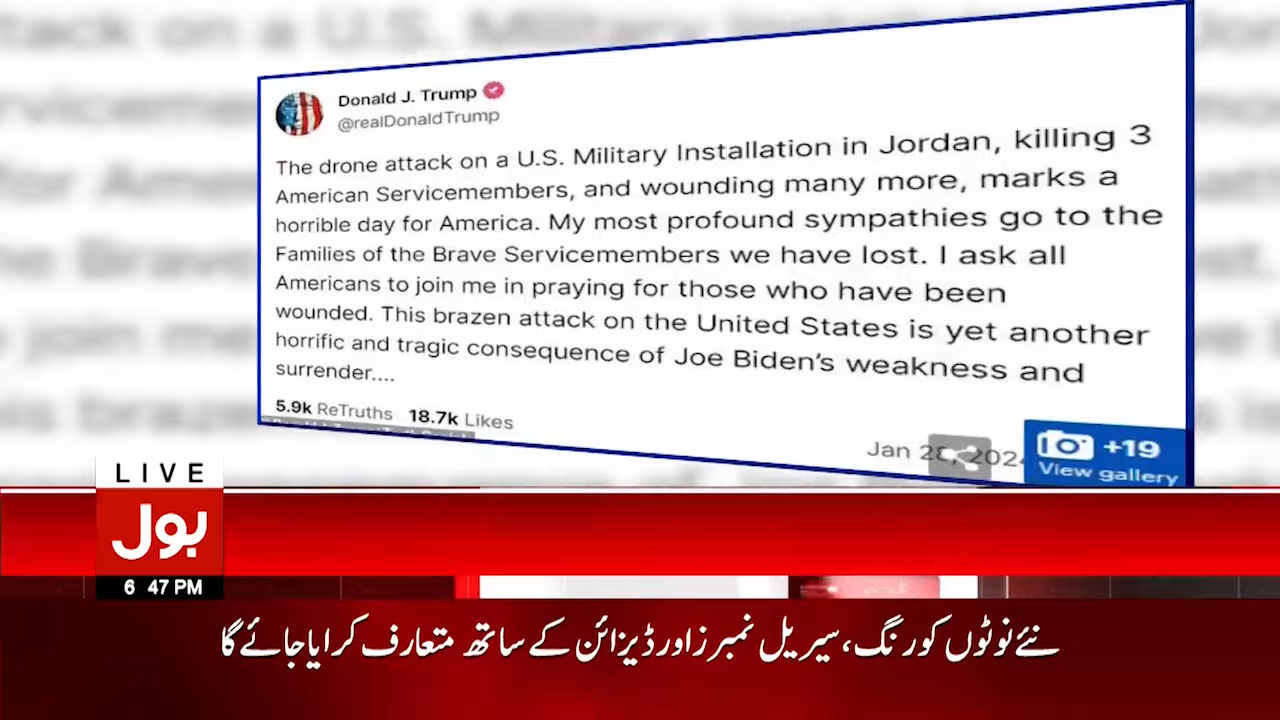 Donald J. Trump
@realDonaldTrump
The drone attack on a U.S. Military Installation in Jordan, killing 3
American Servicemembers, and wounding many more, marks a
horrible day for America. My most profound sympathies go to the
Families of the Brave Servicemembers we have lost. I ask all
Americans to join me in praying for those who have been
wounded. This brazen attack on the United States is yet another
horrific and tragic consequence of Joe Biden's weakness and
surrender....
5.9k ReTruths 18.7k Likes
Jan 28, 2024
+19
View gallery
LIVE
بول
6 47 PM
نئے نوٹوں کو رنگ، سیریل نمبرز اور ڈیزائن کے ساتھ متعارف کرایا جائے گا